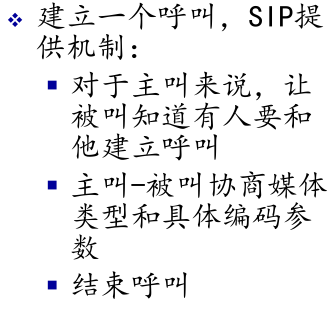 建立一个呼叫，SIP提
供机制：
对于主叫来说，让
被叫知道有人要和
他建立呼叫
主叫-被叫协商媒体
类型和具体编码参
数
结束呼叫